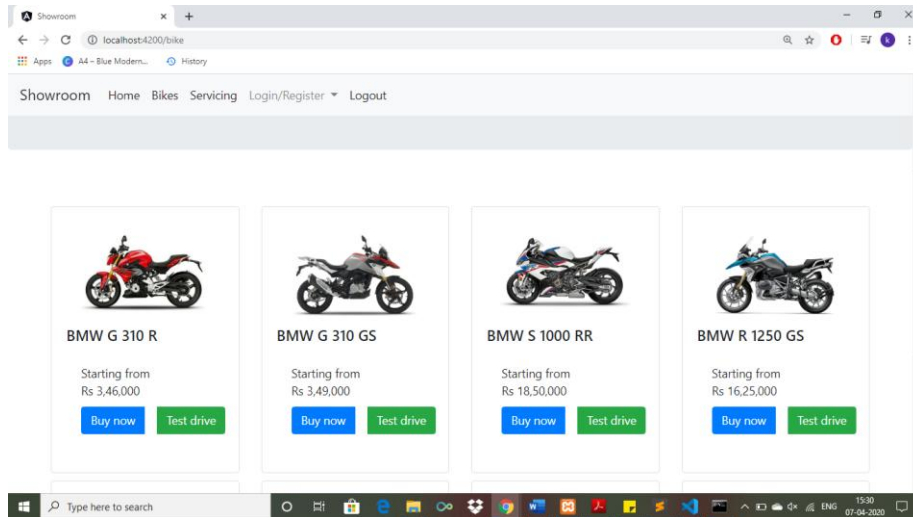 Showroom
localhost:4200/bike
Apps A4 – Blue Modern... History
Showroom Home Bikes Servicing Login/Register Logout
BMW G 310 R
Starting from
Rs 3,46,000
Buy now Test drive
BMW G 310 GS
Starting from
Rs 3,49,000
Buy now Test drive
BMW S 1000 RR
Starting from
Rs 18,50,000
Buy now Test drive
BMW R 1250 GS
Starting from
Rs 16,25,000
Buy now Test drive
Type here to search
ENG
15:30
07-04-2020